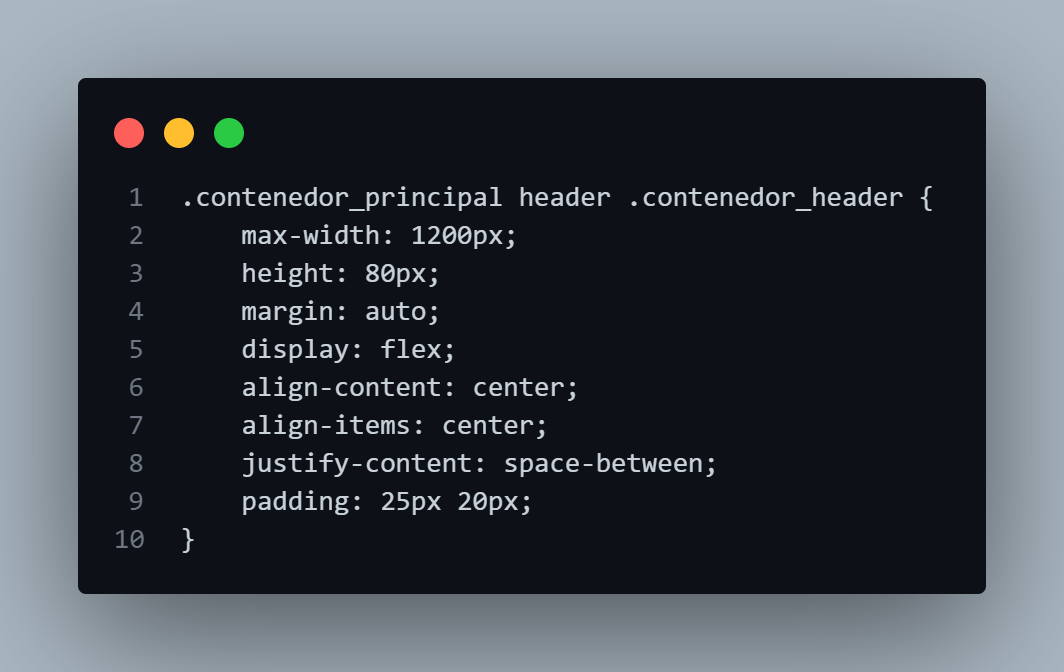 1 .contenedor_principal header .contenedor_header {
2     max-width: 1200px;
3     height: 80px;
4     margin: auto;
5     display: flex;
6     align-content: center;
7     align-items: center;
8     justify-content: space-between;
9     padding: 25px 20px;
10 }